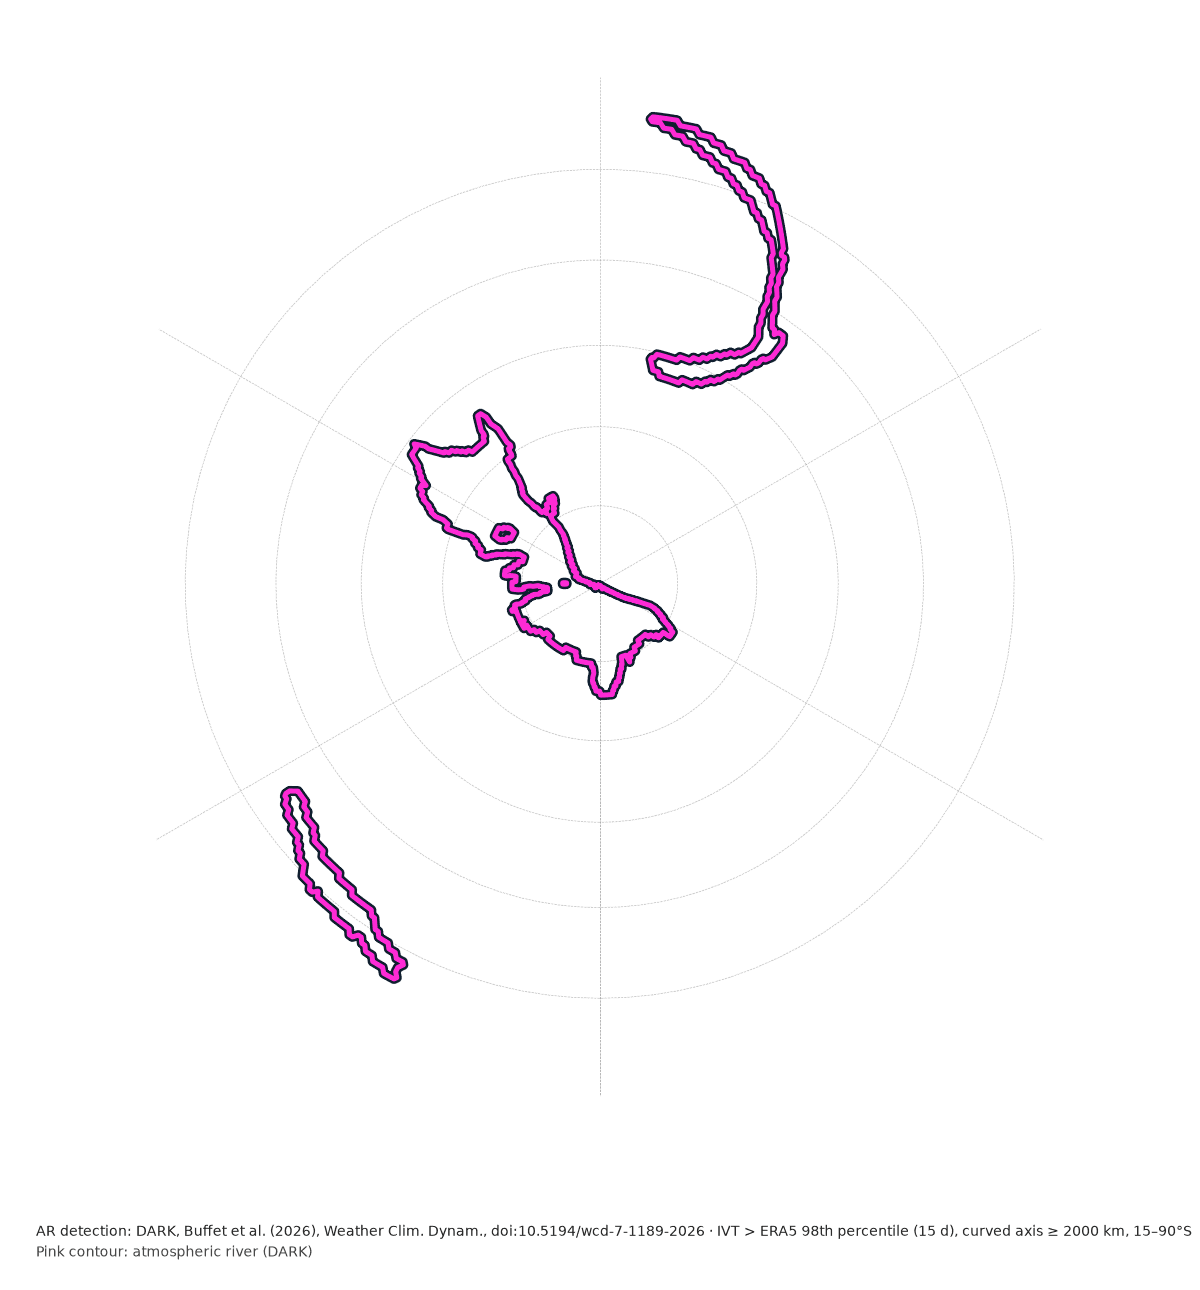 AR detection: DARK, Buffet et al. (2026), Weather Clim. Dynam., doi:10.5194/wcd-7-1189-2026 · IVT > ERA5 98th percentile (15 d), curved axis ≥ 2000 km, 15–90°S
Pink contour: atmospheric river (DARK)